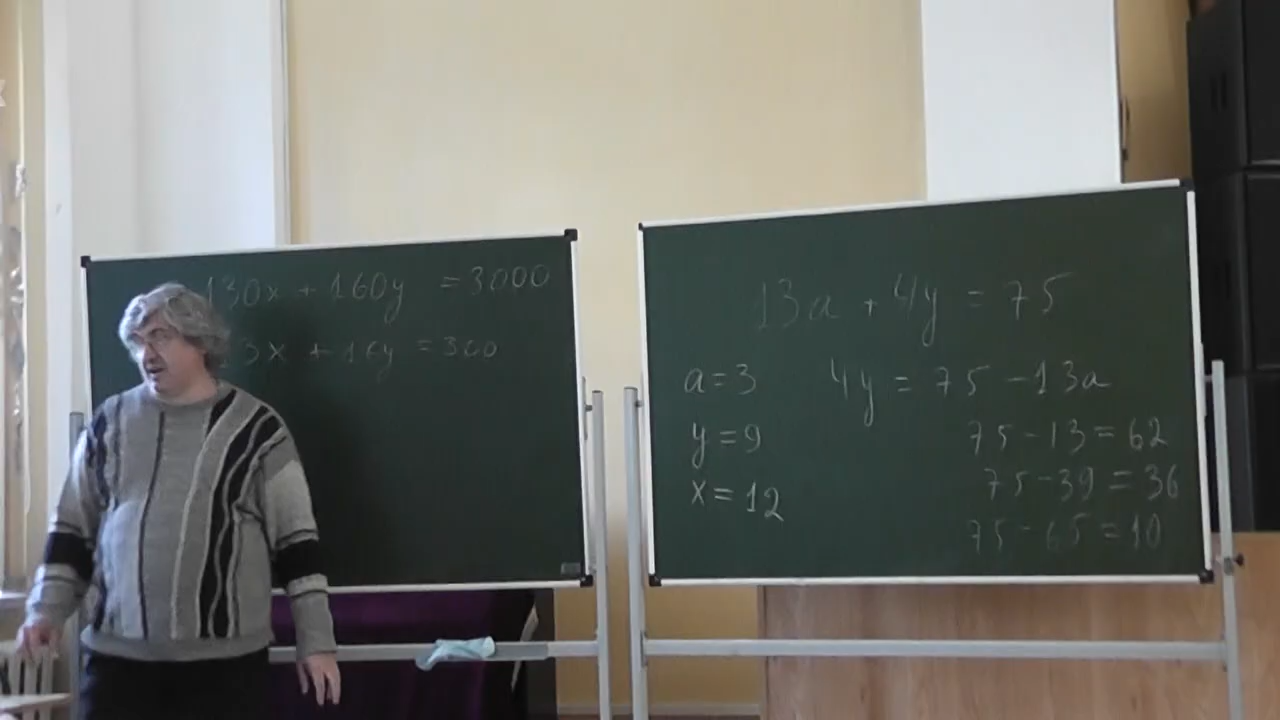 130x + 160y = 3000
3x + 16y = 300
13a + 4y = 75
a = 3
4y = 75 - 13a
y = 9
75 - 13 = 62
x = 12
75 - 39 = 36
75 - 65 = 10